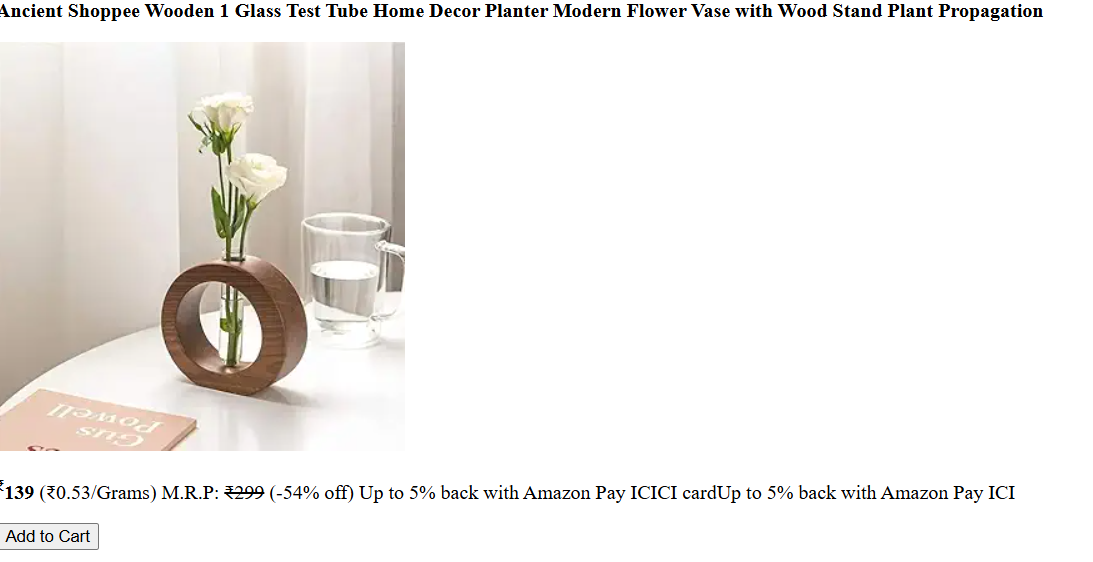 Ancient Shoppee Wooden 1 Glass Test Tube Home Decor Planter Modern Flower Vase with Wood Stand Plant Propagation
Gus
Powell
₹139 (₹0.53/Grams) M.R.P: ₹299 (-54% off) Up to 5% back with Amazon Pay ICICI cardUp to 5% back with Amazon Pay ICI
Add to Cart